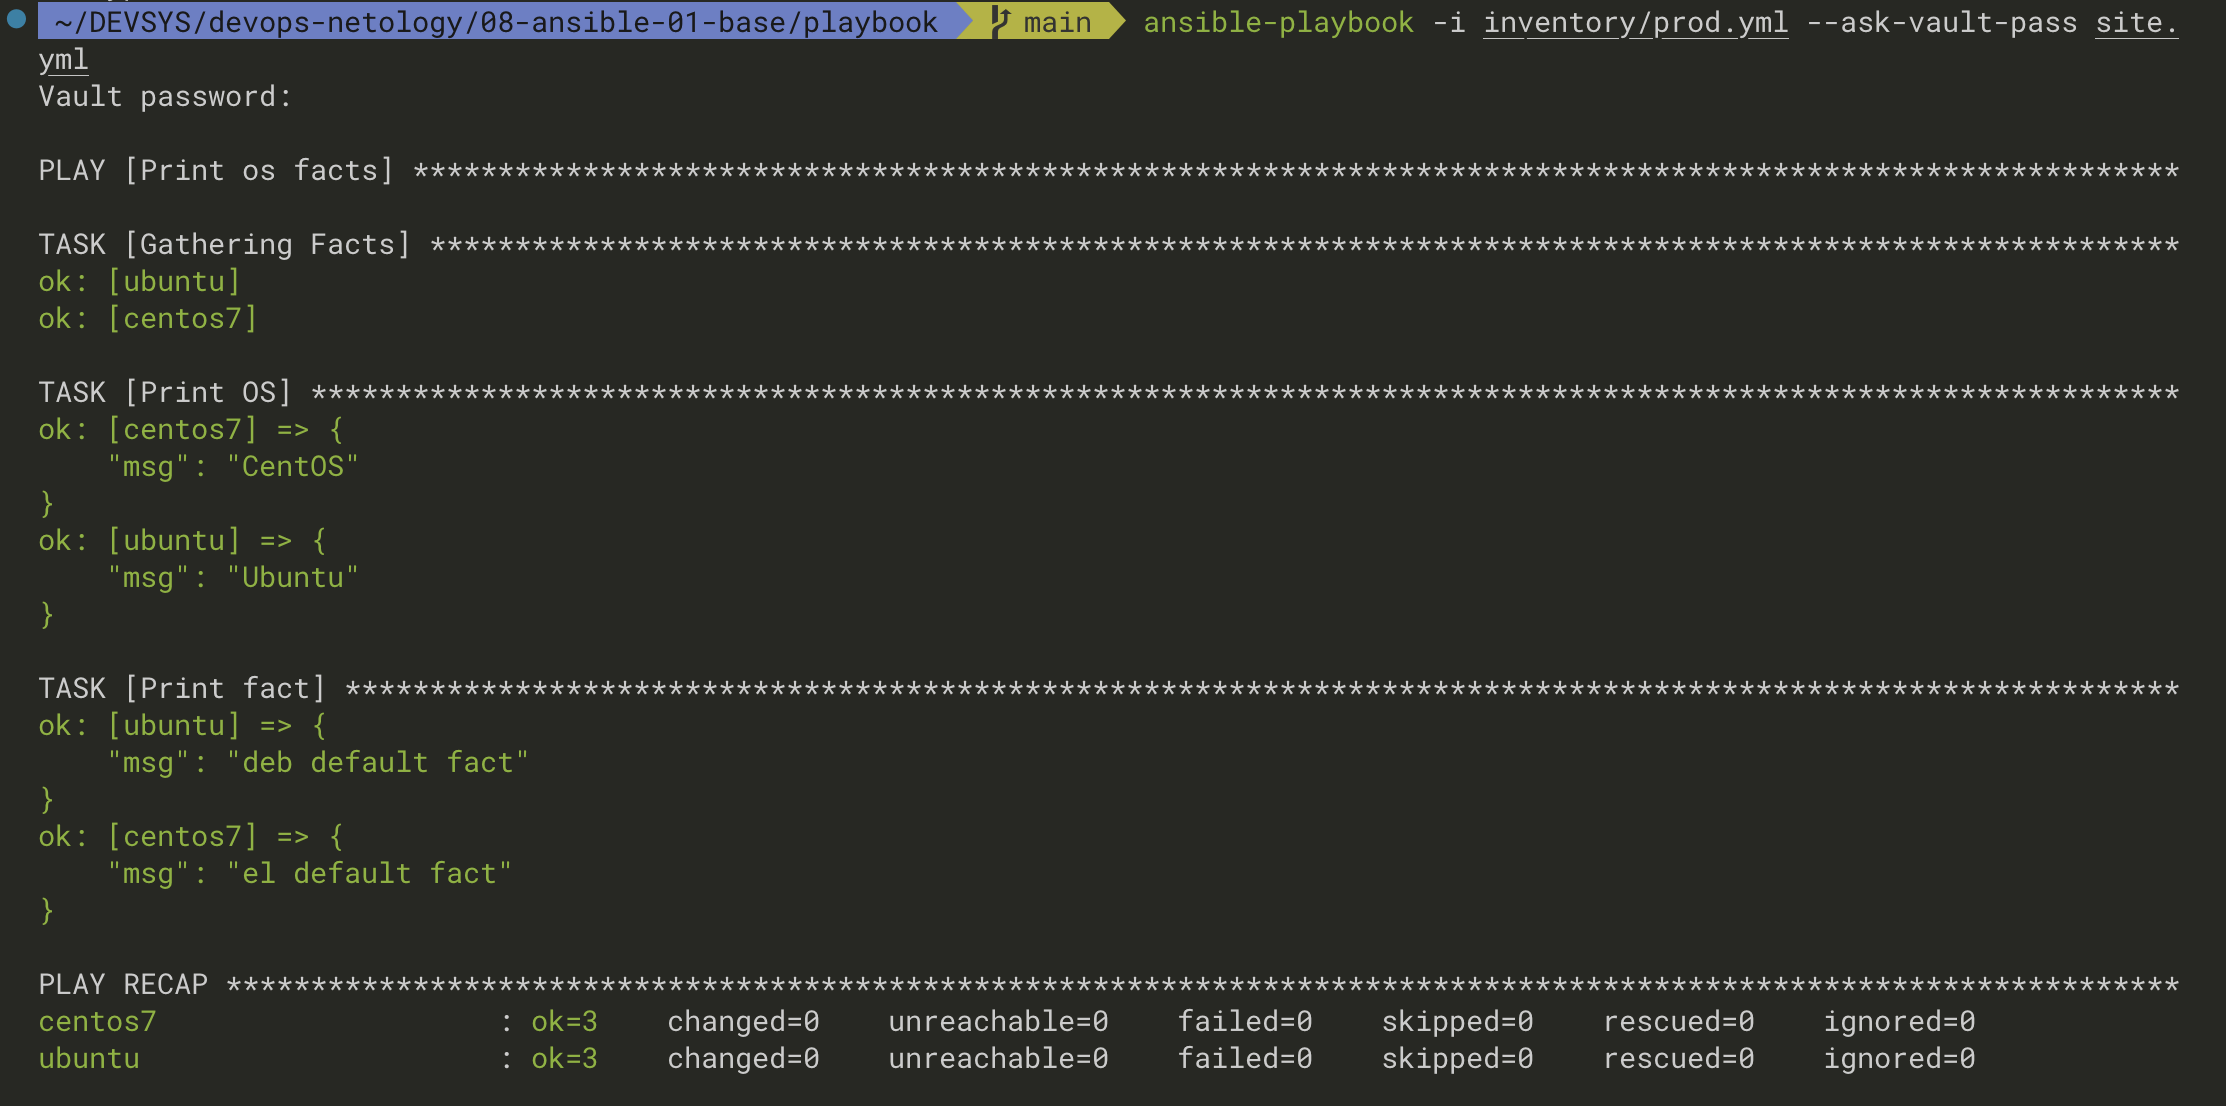 ~/DEVSYS/devops-netology/08-ansible-01-base/playbook main ansible-playbook -i inventory/prod.yml --ask-vault-pass site.
yml
Vault password:
PLAY [Print os facts] ********************************************************************************************************
TASK [Gathering Facts] *******************************************************************************************************
ok: [ubuntu]
ok: [centos7]
TASK [Print OS] **************************************************************************************************************
ok: [centos7] => {
    "msg": "CentOS"
}
ok: [ubuntu] => {
    "msg": "Ubuntu"
}
TASK [Print fact] ************************************************************************************************************
ok: [ubuntu] => {
    "msg": "deb default fact"
}
ok: [centos7] => {
    "msg": "el default fact"
}
PLAY RECAP *******************************************************************************************************************
centos7                    : ok=3    changed=0    unreachable=0    failed=0    skipped=0    rescued=0    ignored=0
ubuntu                     : ok=3    changed=0    unreachable=0    failed=0    skipped=0    rescued=0    ignored=0